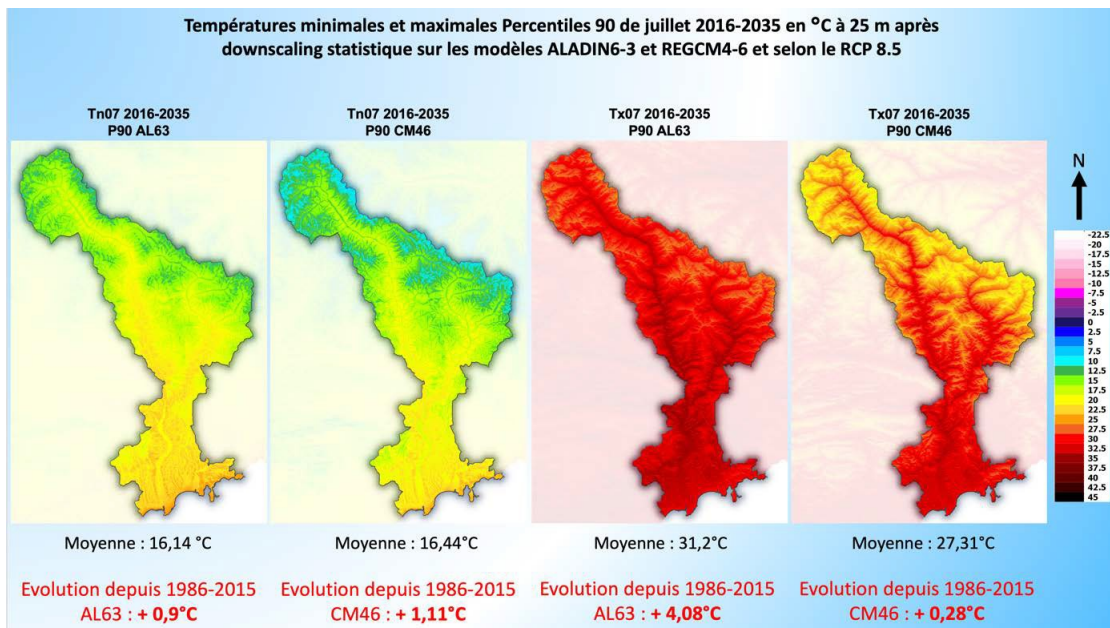 Températures minimales et maximales Percentiles 90 de juillet 2016-2035 en °C à 25 m après
downscaling statistique sur les modèles ALADIN6-3 et REGCM4-6 et selon le RCP 8.5
Tn07 2016-2035
P90 AL63
Tn07 2016-2035
P90 CM46
Tx07 2016-2035
P90 AL63
Tx07 2016-2035
P90 CM46
N
-22.5
-20
-15
-12.5
-10
-7.5
-5
-2.5
0
2.5
5
7.5
10
12.5
15
20
22.5
25
27.5
30
32.5
35
37.5
40
42.5
45
Moyenne : 16,14 °C
Moyenne : 16,44°C
Moyenne : 31,2°C
Moyenne : 27,31°C
Evolution depuis 1986-2015
AL63 : + 0,9°C
Evolution depuis 1986-2015
CM46 : + 1,11°C
Evolution depuis 1986-2015
AL63 : + 4,08°C
Evolution depuis 1986-2015
CM46 : + 0,28°C